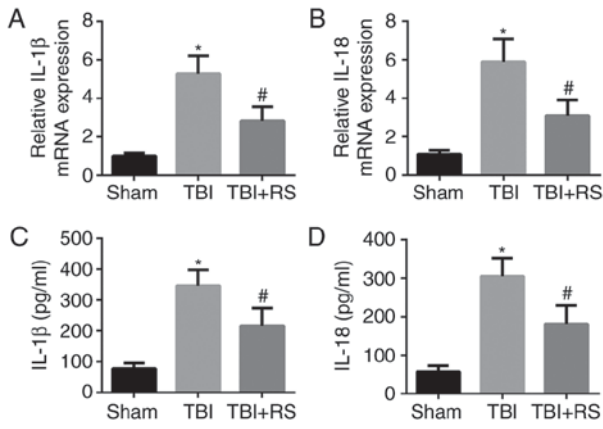 A
Relative IL-1β
mRNA expression
8
6
4
2
0
*
#
Sham TBI TBI+RS
B
Relative IL-18
mRNA expression
8
6
4
2
0
*
#
Sham TBI TBI+RS
C
IL-1β (pg/ml)
500
400
300
200
100
0
*
#
Sham TBI TBI+RS
D
IL-18 (pg/ml)
400
300
200
100
0
*
#
Sham TBI TBI+RS